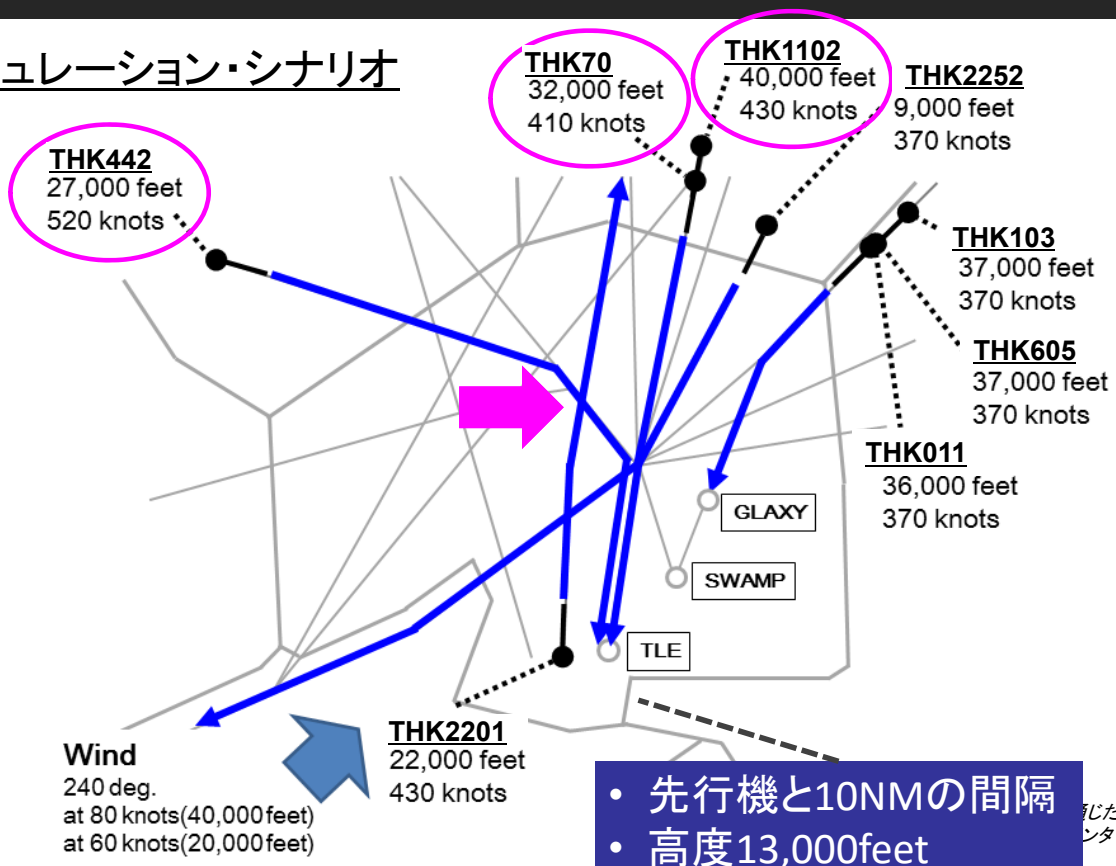 ュレーション・シナリオ
THK70
32,000 feet
410 knots
THK1102
40,000 feet
430 knots
THK2252
9,000 feet
370 knots
THK442
27,000 feet
520 knots
THK103
37,000 feet
370 knots
THK605
37,000 feet
370 knots
THK011
36,000 feet
370 knots
GLAXY
SWAMP
TLE
THK2201
22,000 feet
430 knots
Wind
240 deg.
at 80 knots(40,000feet)
at 60 knots(20,000feet)
• 先行機と10NMの間隔
• 高度13,000feet
じた
ンタ